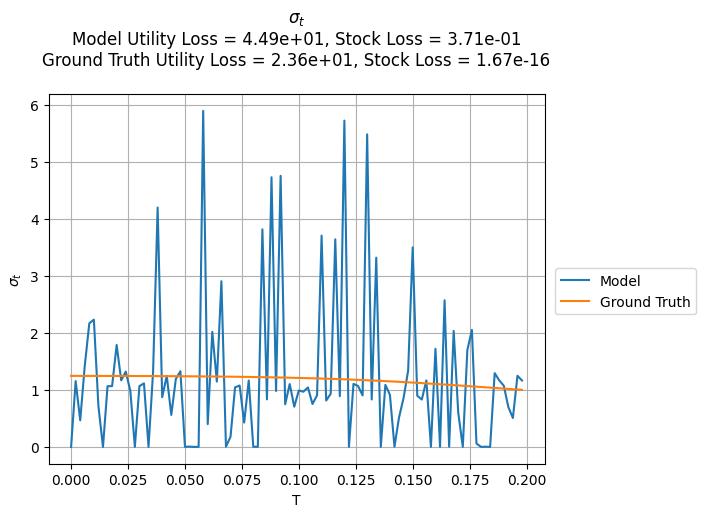 σt
Model Utility Loss = 4.49e+01, Stock Loss = 3.71e-01
Ground Truth Utility Loss = 2.36e+01, Stock Loss = 1.67e-16
6
5
4
3
2
1
0
σt
0.000
0.025
0.050
0.075
0.100
0.125
0.150
0.175
0.200
T
Model
Ground Truth